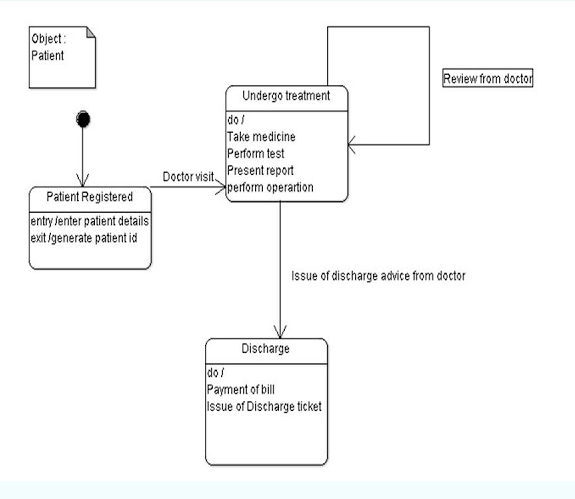 Object :
Patient
Undergo treatment
do /
Take medicine
Perform test
Present report
perform operartion
Review from doctor
Doctor visit
Patient Registered
entry /enter patient details
exit /generate patient id
Issue of discharge advice from doctor
Discharge
do /
Payment of bill
Issue of Discharge ticket